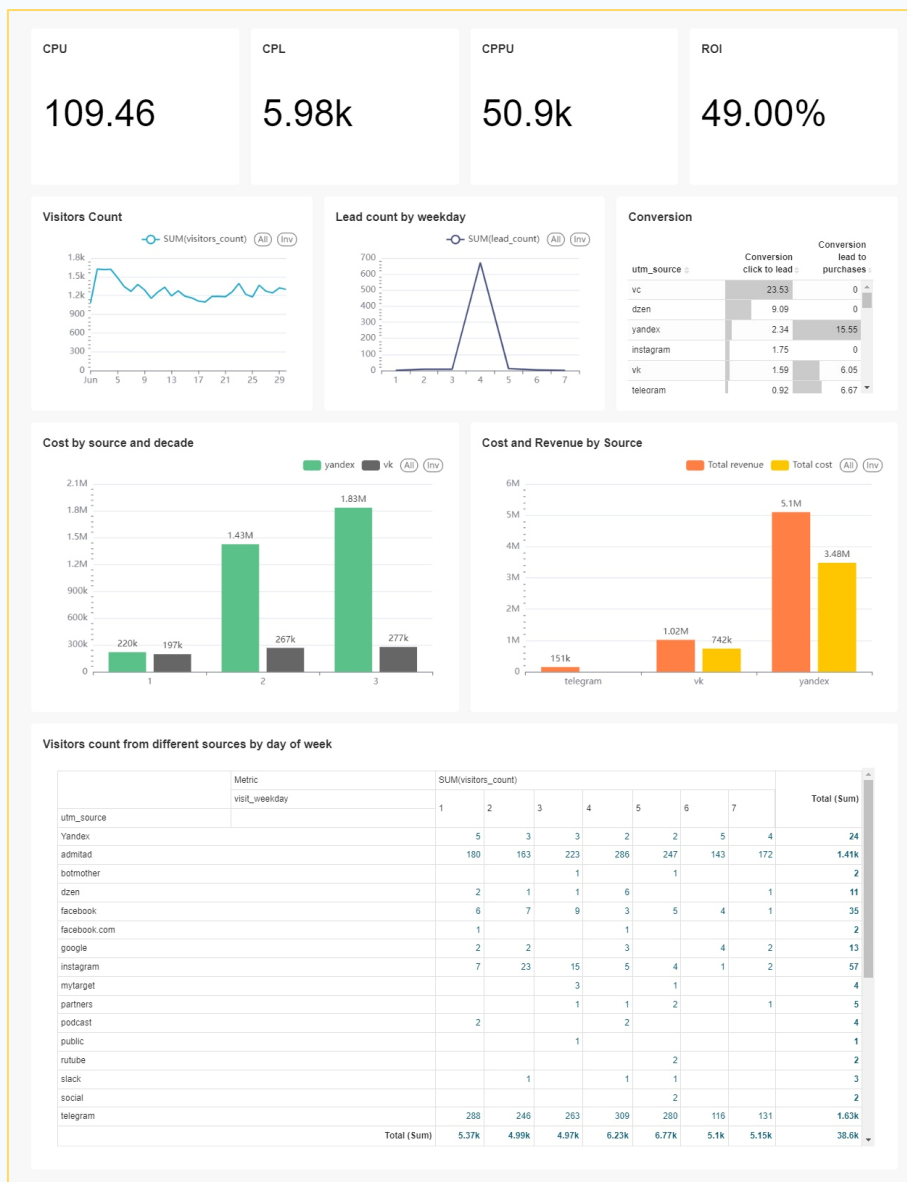 CPU
CPL
CPPU
ROI
109.46
5.98k
50.9k
49.00%
Visitors Count
SUM(visitors_count) All Inv
1.8k
1.5k
1.2k
900
600
300
0
Jun 5 9 13 17 21 25 29
Lead count by weekday
SUM(lead_count) All Inv
700
600
500
400
300
200
100
0
1 2 3 4 5 6 7
Conversion
utm_source Conversion click to lead Conversion lead to purchases
vc 23.53 0
dzen 9.09 0
yandex 2.34 15.55
instagram 1.75 0
vk 1.59 6.05
telegram 0.92 6.67
Cost by source and decade
yandex vk All Inv
2.1M
1.8M
1.5M
1.2M
900k
600k
300k
0
220k 197k
1.43M 267k
1.83M 277k
1 2 3
Cost and Revenue by Source
Total revenue Total cost All Inv
6M
5M
4M
3M
2M
1M
0
151k
1.02M 742k
5.1M 3.48M
telegram vk yandex
Visitors count from different sources by day of week
Metric SUM(visitors_count)
visit_weekday 1 2 3 4 5 6 7 Total (Sum)
utm_source
Yandex 5 3 3 2 2 5 4 24
admitad 180 163 223 286 247 143 172 1.41k
botmother 1 1 2
dzen 2 1 1 6 1 11
facebook 6 7 9 3 5 4 1 35
facebook.com 1 1 2
google 2 2 3 4 2 13
instagram 7 23 15 5 4 1 2 57
mytarget 3 1 4
partners 1 1 2 1 5
podcast 2 2 4
public 1 1
rutube 2 2
slack 1 1 1 3
social 2 2
telegram 288 246 263 309 280 116 131 1.63k
Total (Sum) 5.37k 4.99k 4.97k 6.23k 6.77k 5.1k 5.15k 38.6k